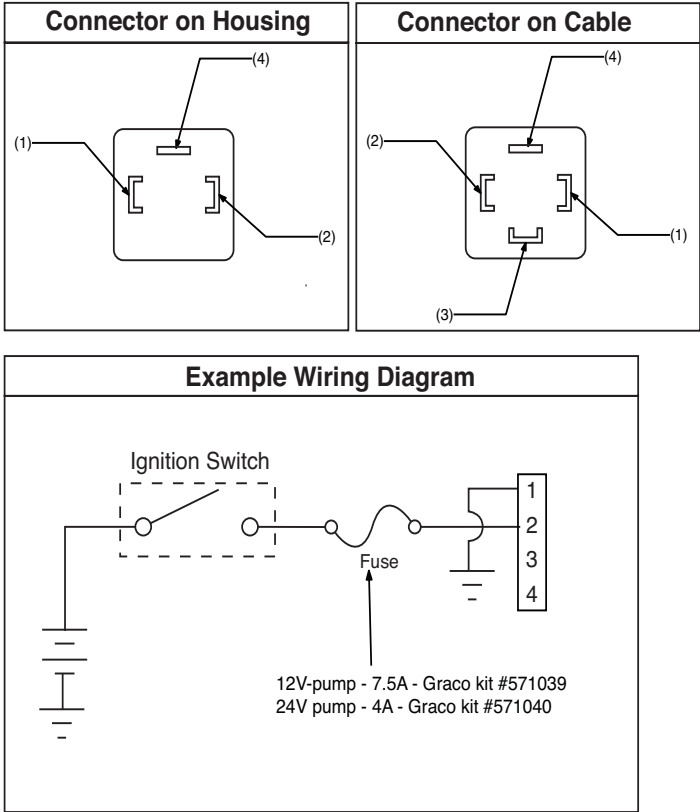 Connector on Housing
(4)
(1)
(2)
Connector on Cable
(4)
(2)
(1)
(3)
Example Wiring Diagram
Ignition Switch
Fuse
1
2
3
4
12V-pump - 7.5A - Graco kit #571039
24V pump - 4A - Graco kit #571040